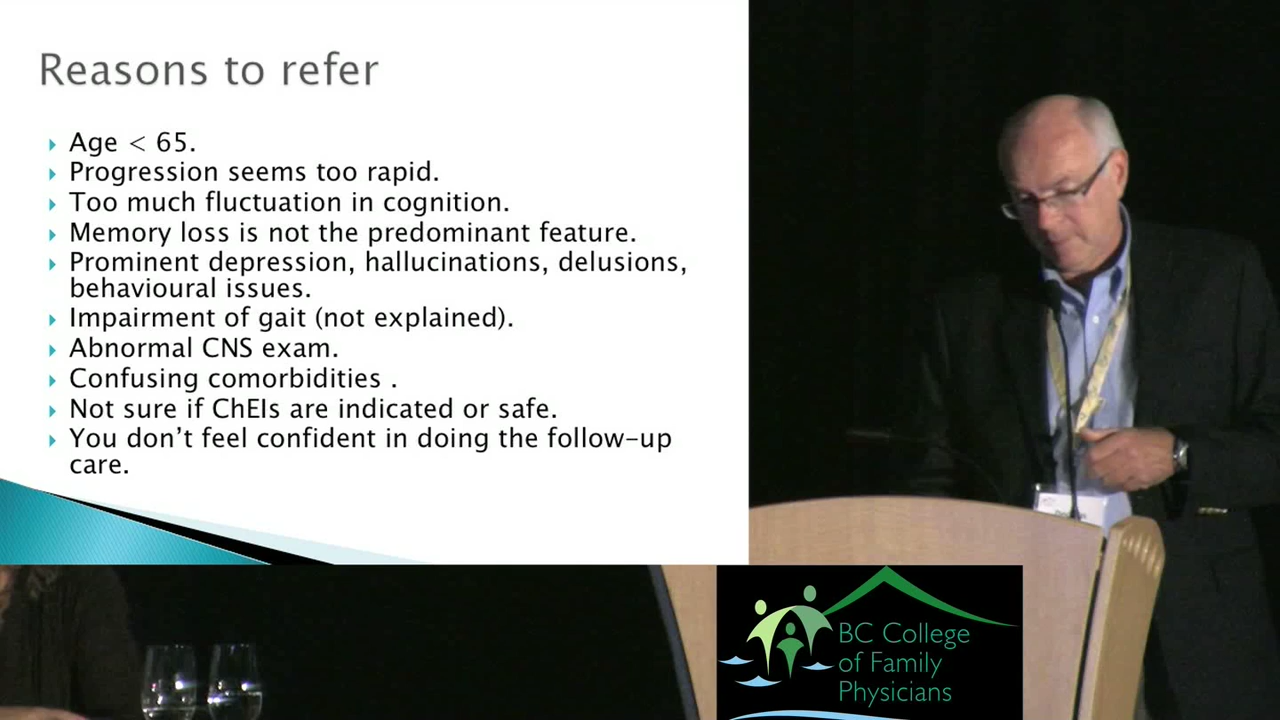 Reasons to refer
Age < 65.
Progression seems too rapid.
Too much fluctuation in cognition.
Memory loss is not the predominant feature.
Prominent depression, hallucinations, delusions,
behavioural issues.
Impairment of gait (not explained).
Abnormal CNS exam.
Confusing comorbidities .
Not sure if ChEIs are indicated or safe.
You don’t feel confident in doing the follow-up
care.
BC College
of Family
Physicians